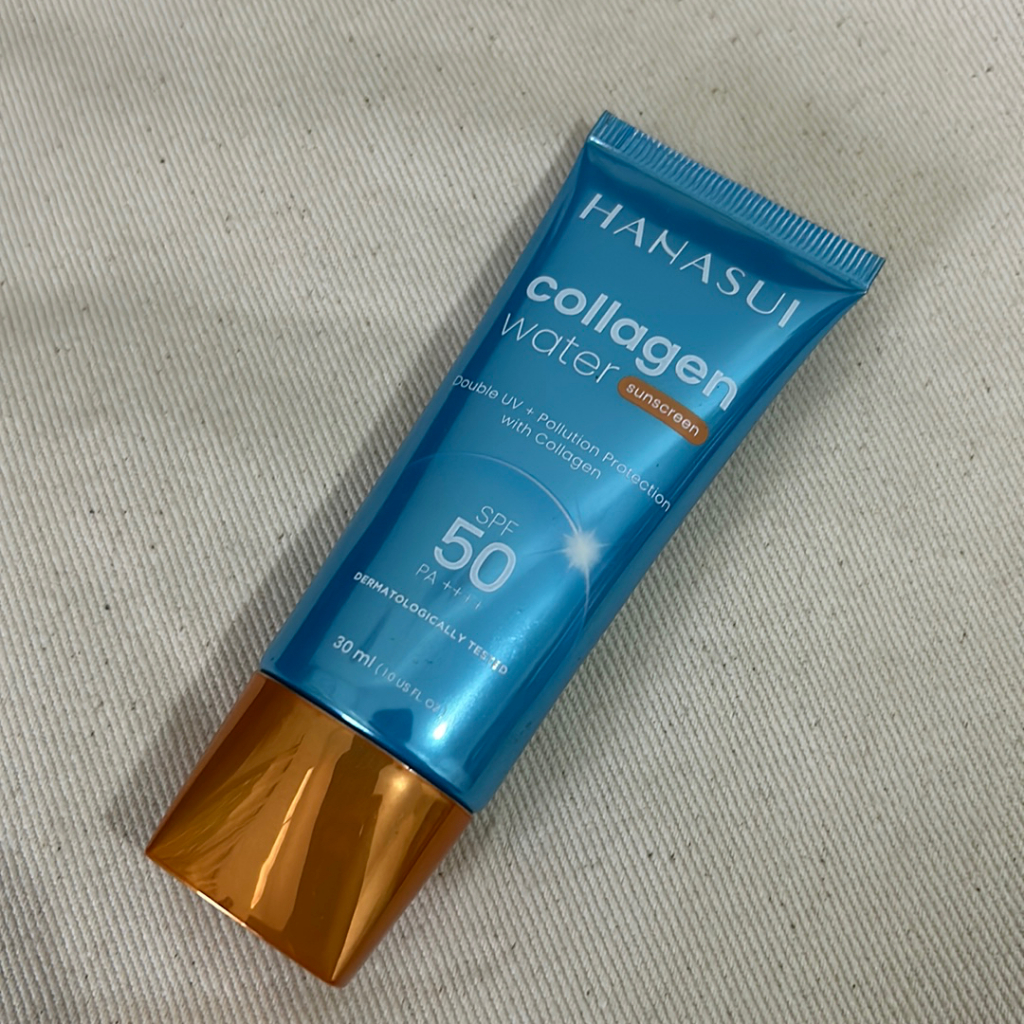 HANASUI
collagen
water sunscreen
Double UV + Pollution Protection
with Collagen
SPF
50
PA ++++
DERMATOLOGICALLY TESTED
30 ml (1.0 US FL OZ)